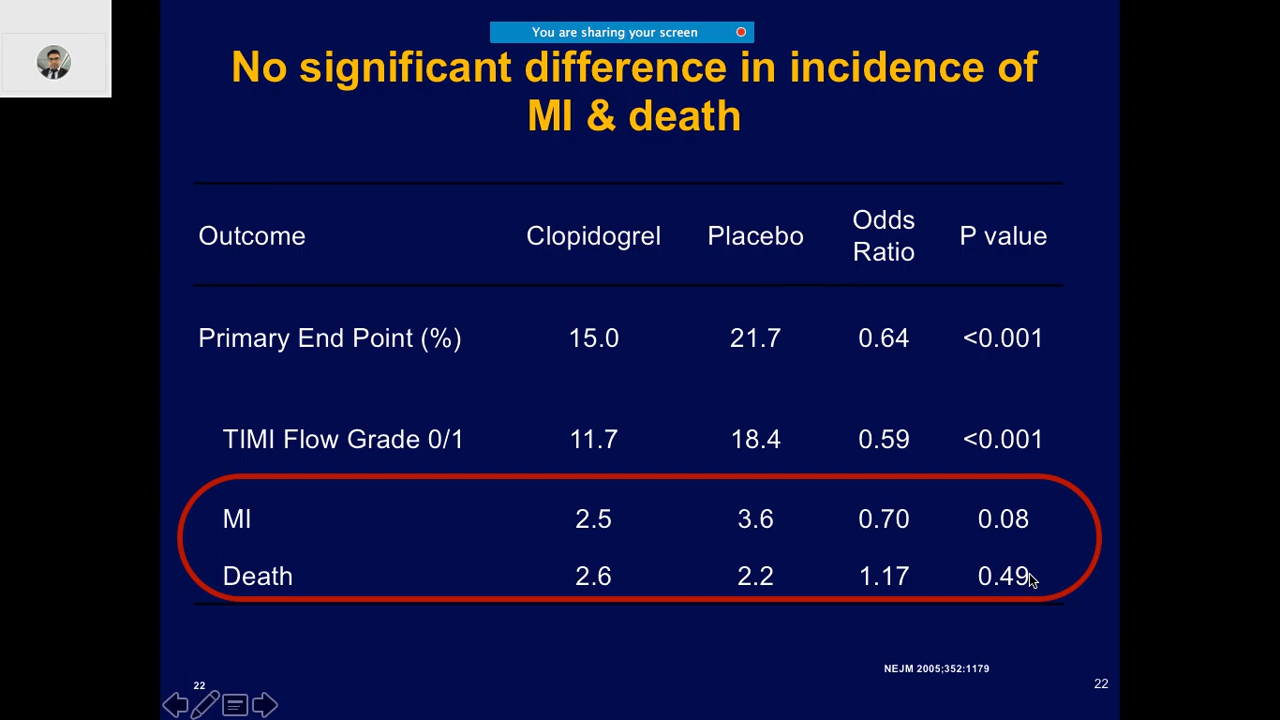 You are sharing your screen
No significant difference in incidence of
MI & death
Outcome Clopidogrel Placebo Odds Ratio P value
Primary End Point (%) 15.0 21.7 0.64 <0.001
TIMI Flow Grade 0/1 11.7 18.4 0.59 <0.001
MI 2.5 3.6 0.70 0.08
Death 2.6 2.2 1.17 0.49
NEJM 2005;352:1179
22
22